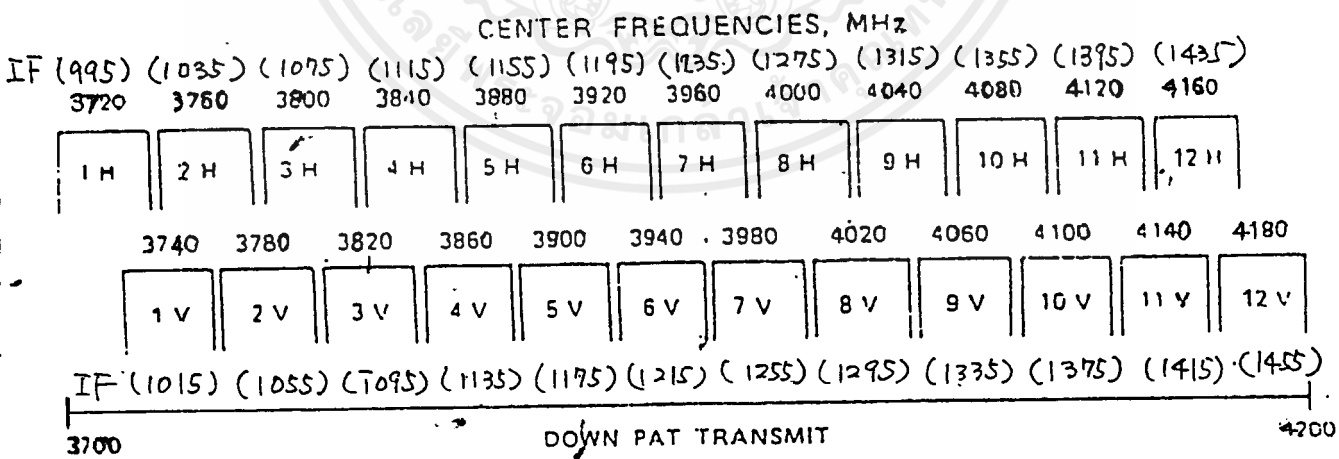 CENTER FREQUENCIES, MHz
IF (995) (1035) (1075) (1115) (1155) (1195) (1235) (1275) (1315) (1355) (1395) (1435)
3720 3760 3800 3840 3880 3920 3960 4000 4040 4080 4120 4160
1 H 2 H 3 H 4 H 5 H 6 H 7 H 8 H 9 H 10 H 11 H 12 H
3740 3780 3820 3860 3900 3940 3980 4020 4060 4100 4140 4180
1 V 2 V 3 V 4 V 5 V 6 V 7 V 8 V 9 V 10 V 11 V 12 V
IF (1015) (1055) (1095) (1135) (1175) (1215) (1255) (1295) (1335) (1375) (1415) (1455)
3700 DOWN PAT TRANSMIT 4200